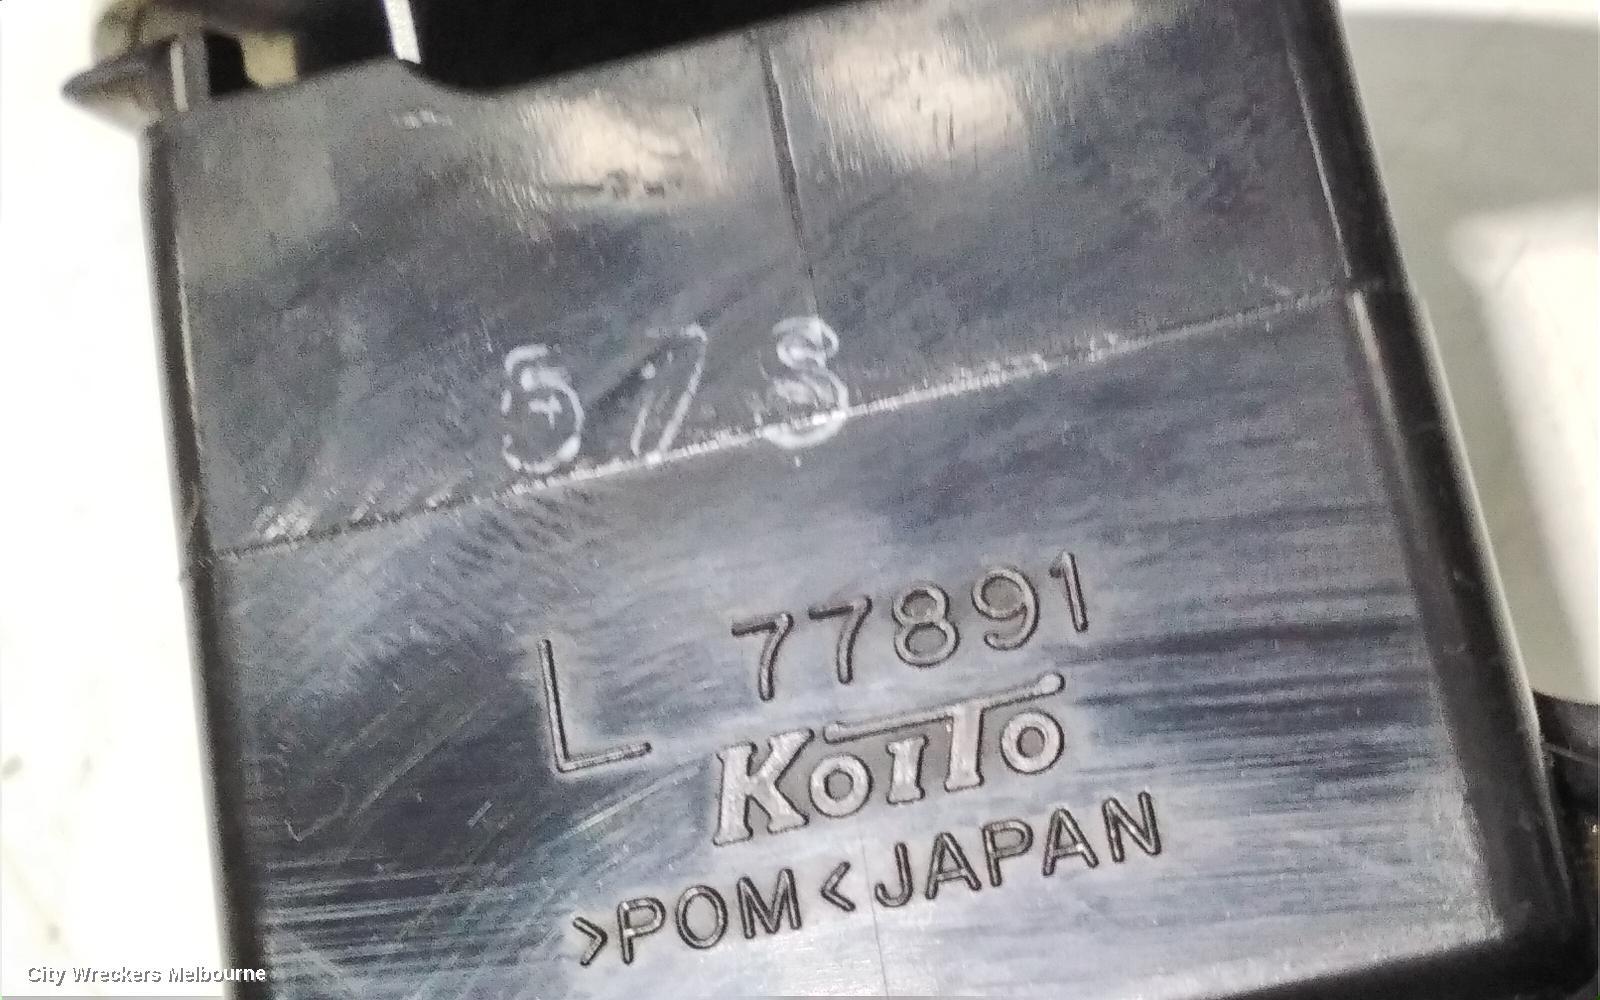 L 77891
KOITO
>POM< JAPAN
City Wreckers Melbourne